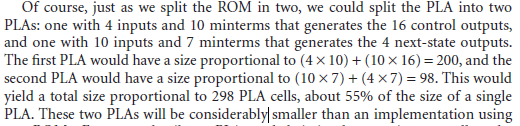 Of course, just as we split the ROM in two, we could split the PLA into two
PLAs: one with 4 inputs and 10 minterms that generates the 16 control outputs,
and one with 10 inputs and 7 minterms that generates the 4 next-state outputs.
The first PLA would have a size proportional to (4 × 10) + (10 × 16) = 200, and the
second PLA would have a size proportional to (10 × 7) + (4 × 7) = 98. This would
yield a total size proportional to 298 PLA cells, about 55% of the size of a single
PLA. These two PLAs will be considerably smaller than an implementation using